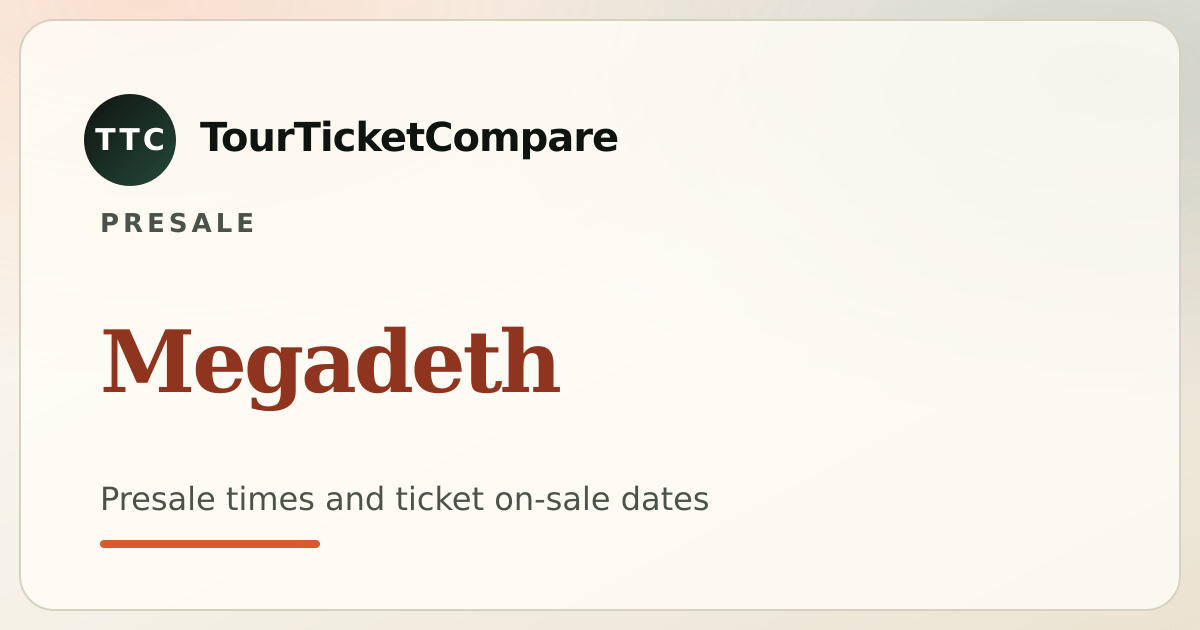 TTC
TourTicketCompare
PRESALE
Megadeth
Presale times and ticket on-sale dates